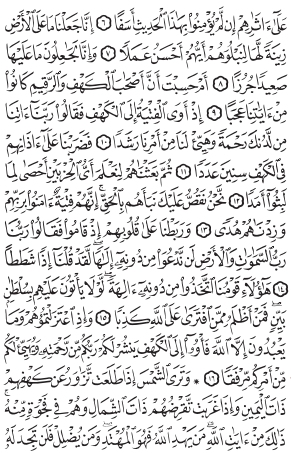 عَلَىٰٓ ءَاثَٰرِهِمْ إِن لَّمْ يُؤْمِنُوا۟ بِهَٰذَا ٱلْحَدِيثِ أَسَفًا ٦ إِنَّا جَعَلْنَا مَا عَلَى ٱلْأَرْضِ
زِينَةً لَّهَا لِنَبْلُوَهُمْ أَيُّهُمْ أَحْسَنُ عَمَلًا ٧ وَإِنَّا لَجَٰعِلُونَ مَا عَلَيْهَا
صَعِيدًا جُرُزًا ٨ أَمْ حَسِبْتَ أَنَّ أَصْحَٰبَ ٱلْكَهْفِ وَٱلرَّقِيمِ كَانُوا۟
مِنْ ءَايَٰتِنَا عَجَبًا ٩ إِذْ أَوَى ٱلْفِتْيَةُ إِلَى ٱلْكَهْفِ فَقَالُوا۟ رَبَّنَآ ءَاتِنَا
مِن لَّدُنكَ رَحْمَةً وَهَيِّئْ لَنَا مِنْ أَمْرِنَا رَشَدًا ١٠ فَضَرَبْنَا عَلَىٰٓ ءَاذَانِهِمْ
فِى ٱلْكَهْفِ سِنِينَ عَدَدًا ١١ ثُمَّ بَعَثْنَٰهُمْ لِنَعْلَمَ أَىُّ ٱلْحِزْبَيْنِ أَحْصَىٰ لِمَا
لَبِثُوٓا۟ أَمَدًا ١٢ نَّحْنُ نَقُصُّ عَلَيْكَ نَبَأَهُم بِٱلْحَقِّ ۚ إِنَّهُمْ فِتْيَةٌ ءَامَنُوا۟ بِرَبِّهِمْ
وَزِدْنَٰهُمْ هُدًى ١٣ وَرَبَطْنَا عَلَىٰ قُلُوبِهِمْ إِذْ قَامُوا۟ فَقَالُوا۟ رَبُّنَا
رَبُّ ٱلسَّمَٰوَٰتِ وَٱلْأَرْضِ لَن نَّدْعُوَا۟ مِن دُونِهِۦٓ إِلَٰهًا ۖ لَّقَدْ قُلْنَآ إِذًا شَطَطًا
١٤ هَٰٓؤُلَآءِ قَوْمُنَا ٱتَّخَذُوا۟ مِن دُونِهِۦٓ ءَالِهَةً ۖ لَّوْلَا يَأْتُونَ عَلَيْهِم بِسُلْطَٰنٍۭ
بَيِّنٍ ۖ فَمَنْ أَظْلَمُ مِمَّنِ ٱفْتَرَىٰ عَلَى ٱللَّهِ كَذِبًا ١٥ وَإِذِ ٱعْتَزَلْتُمُوهُمْ وَمَا
يَعْبُدُونَ إِلَّا ٱللَّهَ فَأْوُۥٓا۟ إِلَى ٱلْكَهْفِ يَنشُرْ لَكُمْ رَبُّكُم مِّن رَّحْمَتِهِۦ وَيُهَيِّئْ لَكُم
مِّنْ أَمْرِكُم مِّرْفَقًا ١٦ ۞ وَتَرَى ٱلشَّمْسَ إِذَا طَلَعَت تَّزَٰوَرُ عَن كَهْفِهِمْ
ذَاتَ ٱلْيَمِينِ وَإِذَا غَرَبَت تَّقْرِضُهُمْ ذَاتَ ٱلشِّمَالِ وَهُمْ فِى فَجْوَةٍ مِّنْهُ ۚ
ذَٰلِكَ مِنْ ءَايَٰتِ ٱللَّهِ ۗ مَن يَهْدِ ٱللَّهُ فَهُوَ ٱلْمُهْتَدِ ۖ وَمَن يُضْلِلْ فَلَن تَجِدَ لَهُۥ